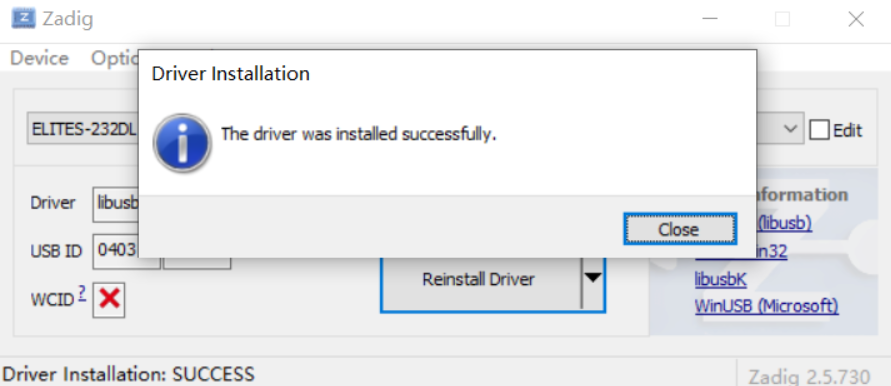 Zadig
Device Optio
Driver Installation
ELITES-232DL
The driver was installed successfully.
Edit
Driver libusb
formation
(libusb)
USB ID 0403
Close
in32
WCID ?
Reinstall Driver
libusbK
WinUSB (Microsoft)
Driver Installation: SUCCESS
Zadig 2.5.730